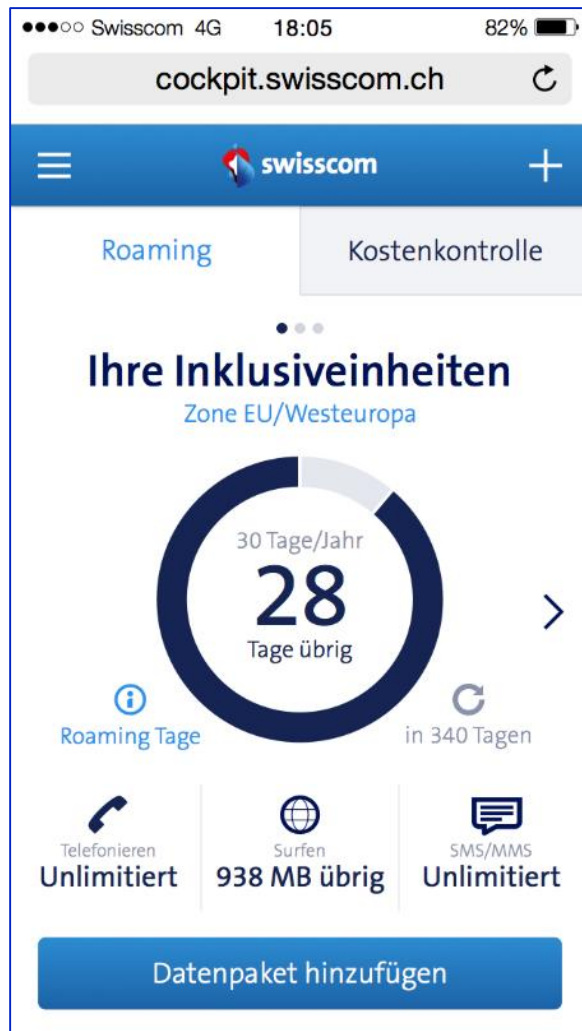 Swisscom 4G 18:05 82%
cockpit.swisscom.ch
swisscom
Roaming Kostenkontrolle
Ihre Inklusiveinheiten
Zone EU/Westeuropa
30 Tage/Jahr
28
Tage übrig
Roaming Tage in 340 Tagen
Telefonieren Surfen SMS/MMS
Unlimitiert 938 MB übrig Unlimitiert
Datenpaket hinzufügen